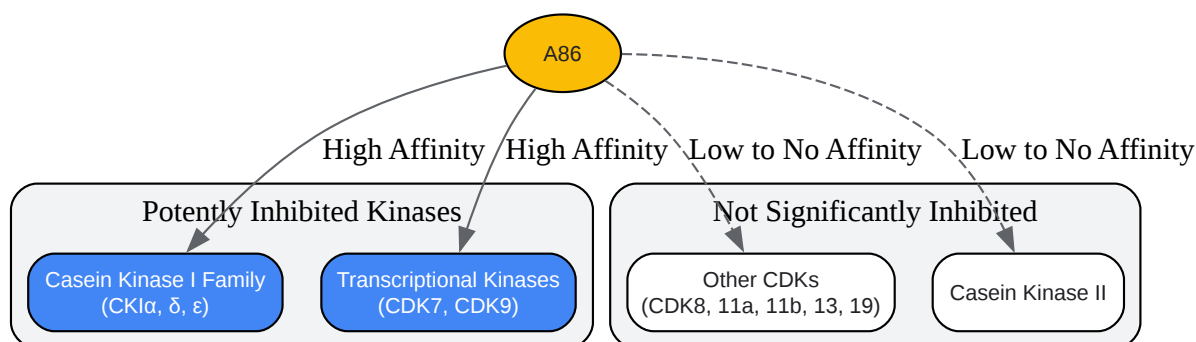 A86
High Affinity
High Affinity
Low to No Affinity
Low to No Affinity
Potently Inhibited Kinases
Not Significantly Inhibited
Casein Kinase I Family
(CKIα, δ, ε)
Transcriptional Kinases
(CDK7, CDK9)
Other CDKs
(CDK8, 11a, 11b, 13, 19)
Casein Kinase II